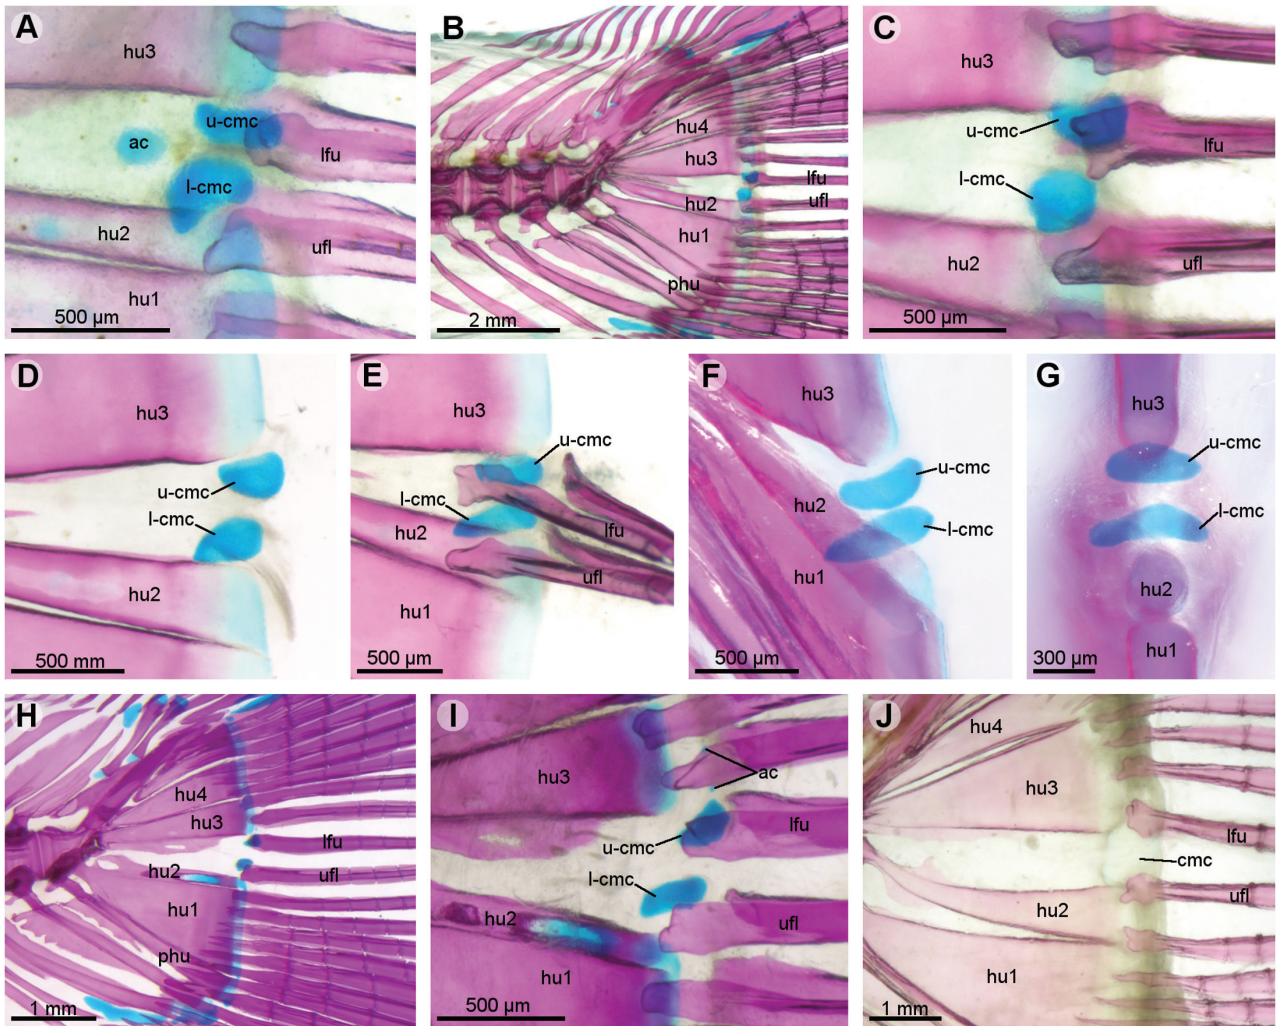 A
hu3
u-cmc
ac
lfu
l-cmc
hu2
ufl
hu1
500 µm
B
hu4
hu3
lfu
hu2
ufl
hu1
phu
2 mm
C
hu3
u-cmc
lfu
l-cmc
hu2
ufl
500 µm
D
hu3
u-cmc
l-cmc
hu2
500 mm
E
hu3
u-cmc
l-cmc
hu2
lfu
ufl
hu1
500 µm
F
hu3
u-cmc
hu2
l-cmc
hu1
500 µm
G
hu3
u-cmc
l-cmc
hu2
hu1
300 µm
H
hu4
hu3
lfu
hu2
ufl
hu1
phu
1 mm
I
hu3
ac
lfu
u-cmc
l-cmc
hu2
ufl
hu1
500 µm
J
hu4
hu3
lfu
cmc
ufl
hu2
hu1
1 mm